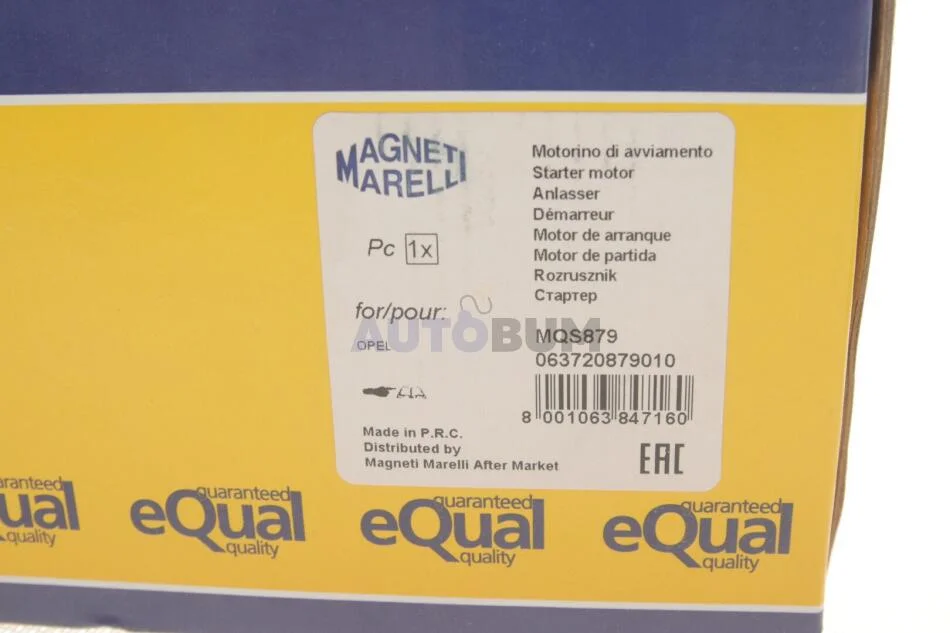 MAGNETI
MARELLI
Pc 1x
for/pour:
OPEL
Made in P.R.C.
Distributed by
Magneti Marelli After Market
Motorino di avviamento
Starter motor
Anlasser
Démarreur
Motor de arranque
Motor de partida
Rozrusznik
Стартер
MQS879
063720879010
8 001063 847160
EAC
AUTOBUM
uaranteed
ual
quality
guaranteed
eQual
quality
guaranteed
eQual
quality
guaranteed
eQual
quality